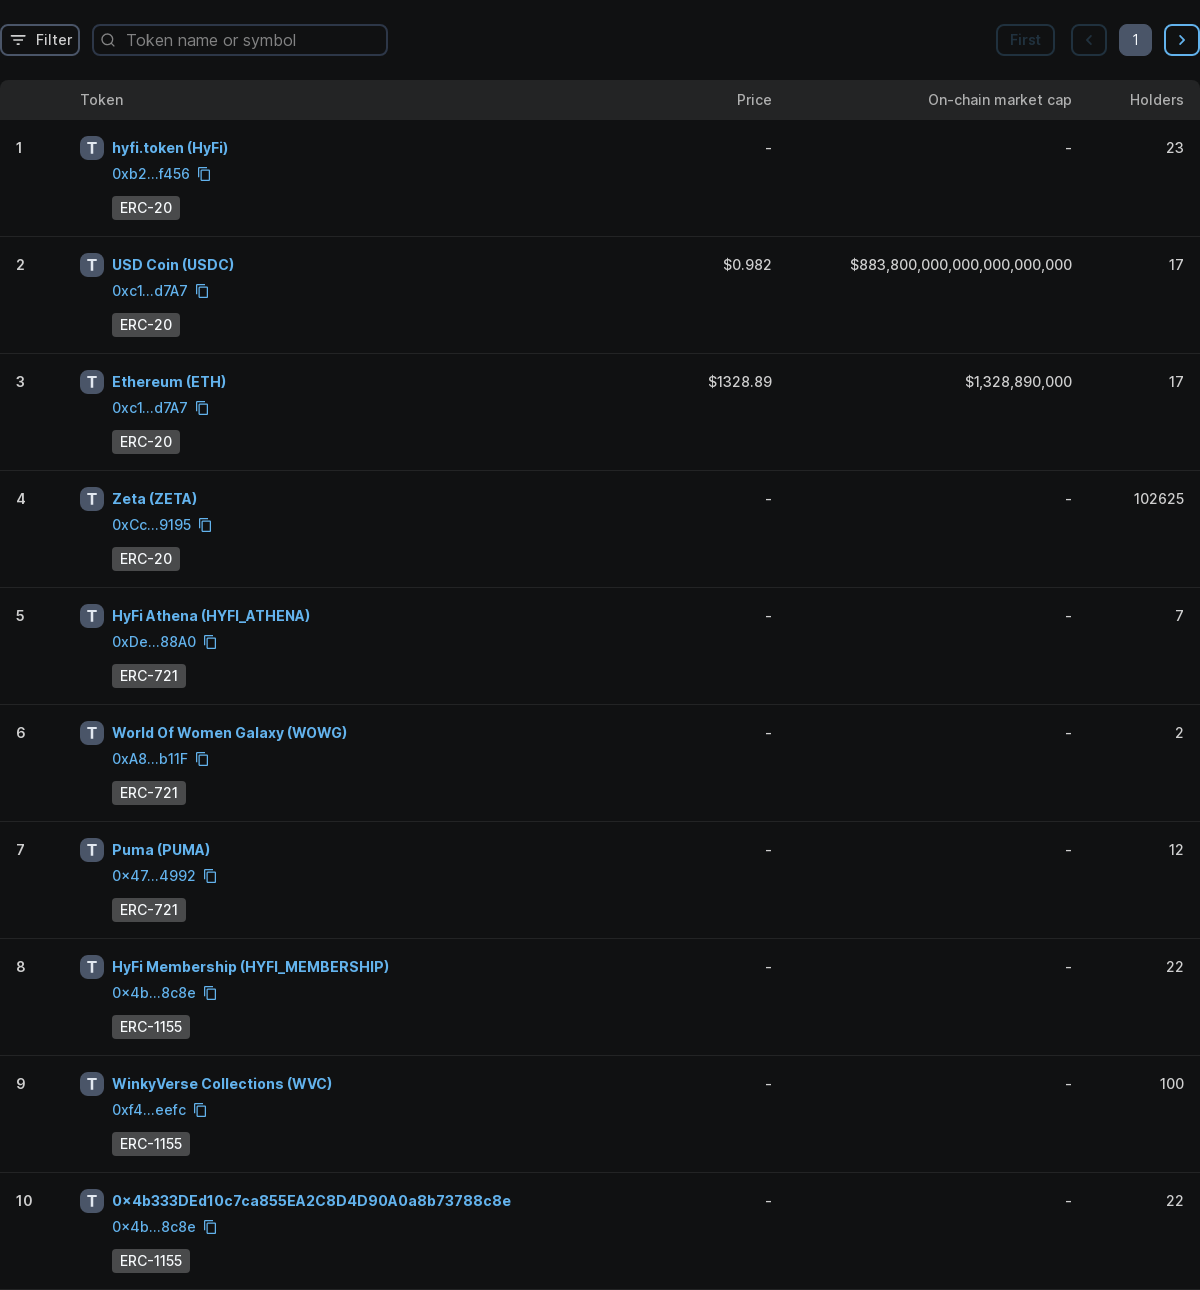 Filter Token name or symbol First 1
Token Price On-chain market cap Holders
1 T hyfi.token (HyFi) - - 23
0xb2...f456
ERC-20
2 T USD Coin (USDC) $0.982 $883,800,000,000,000,000,000 17
0xc1...d7A7
ERC-20
3 T Ethereum (ETH) $1328.89 $1,328,890,000 17
0xc1...d7A7
ERC-20
4 T Zeta (ZETA) - - 102625
0xCc...9195
ERC-20
5 T HyFi Athena (HYFI_ATHENA) - - 7
0xDe...88A0
ERC-721
6 T World Of Women Galaxy (WOWG) - - 2
0xA8...b11F
ERC-721
7 T Puma (PUMA) - - 12
0x47...4992
ERC-721
8 T HyFi Membership (HYFI_MEMBERSHIP) - - 22
0x4b...8c8e
ERC-1155
9 T WinkyVerse Collections (WVC) - - 100
0xf4...eefc
ERC-1155
10 T 0x4b333DEd10c7ca855EA2C8D4D90A0a8b73788c8e - - 22
0x4b...8c8e
ERC-1155